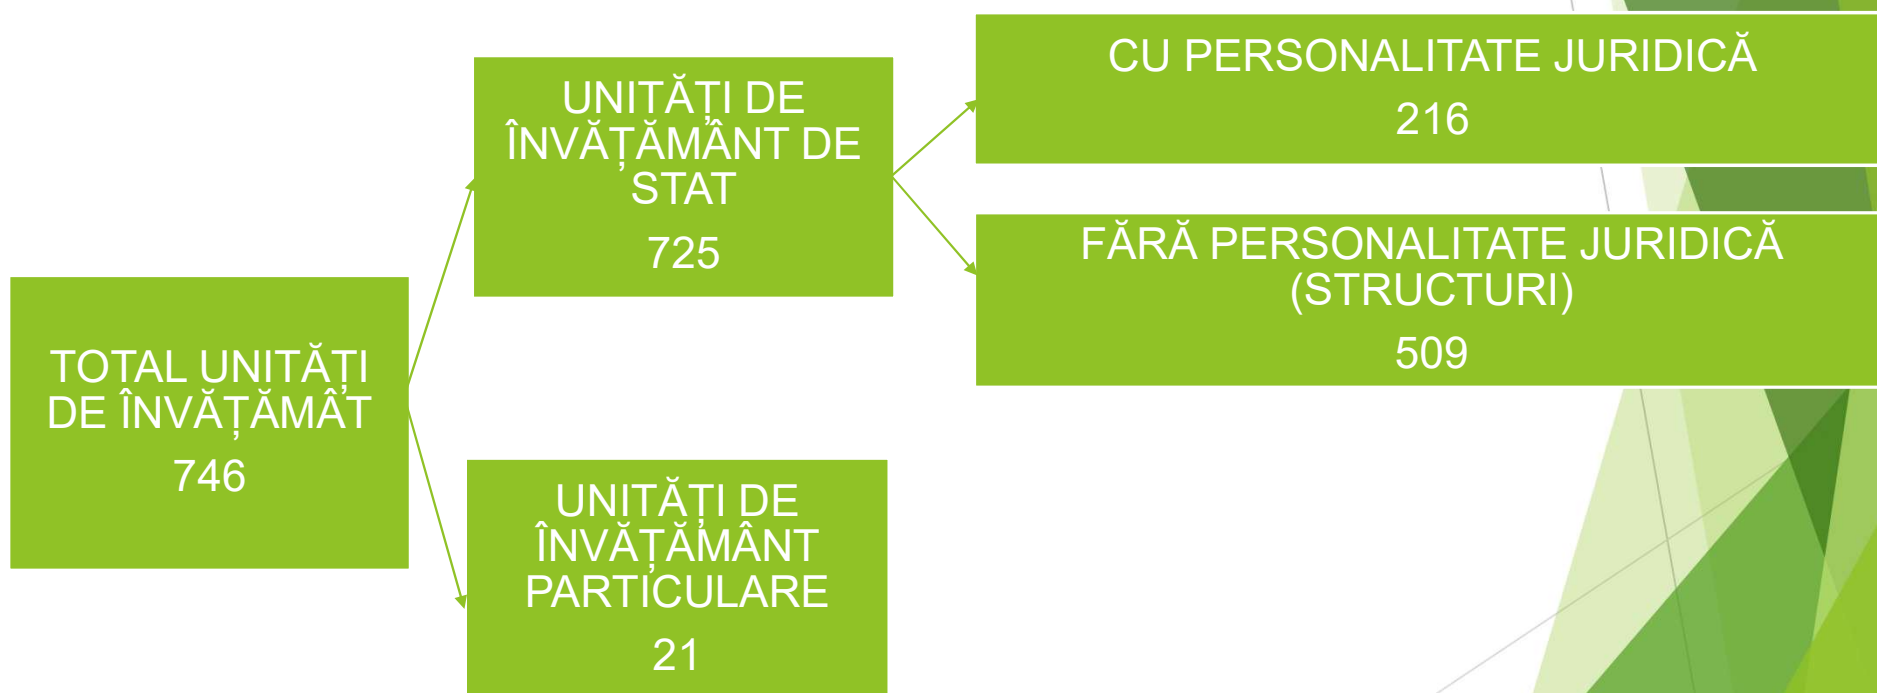 TOTAL UNITĂȚI
DE ÎNVĂȚĂMÂT
746
UNITĂȚI DE
ÎNVĂȚĂMÂNT DE
STAT
725
UNITĂȚI DE
ÎNVĂȚĂMÂNT
PARTICULARE
21
CU PERSONALITATE JURIDICĂ
216
FĂRĂ PERSONALITATE JURIDICĂ
(STRUCTURI)
509